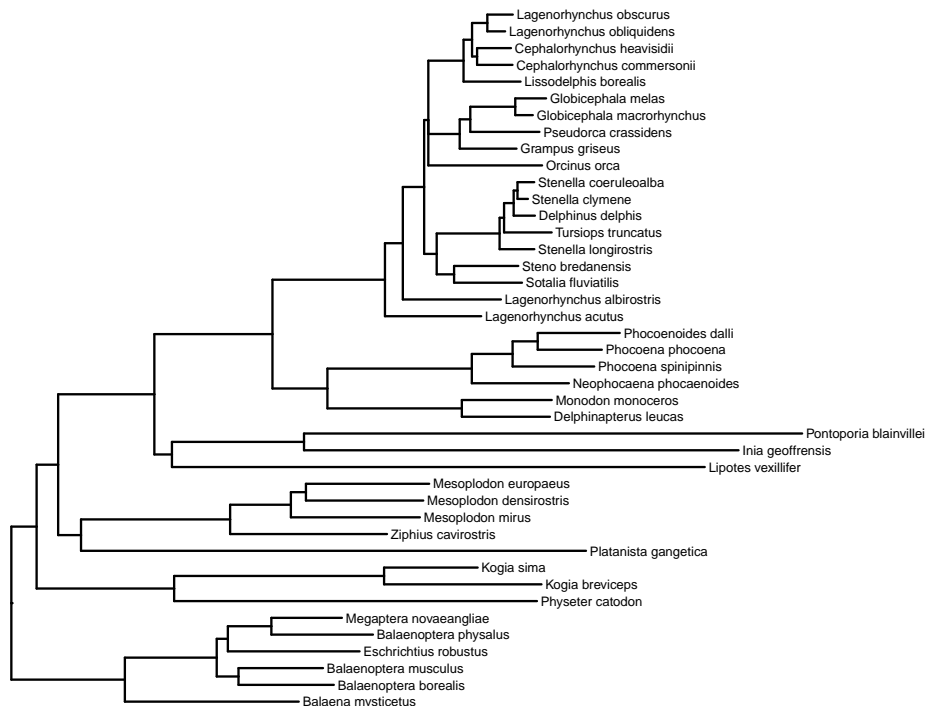 Lagenorhynchus obscurus
Lagenorhynchus obliquidens
Cephalorhynchus heavisidii
Cephalorhynchus commersonii
Lissodelphis borealis
Globicephala melas
Globicephala macrorhynchus
Pseudorca crassidens
Grampus griseus
Orcinus orca
Stenella coeruleoalba
Stenella clymene
Delphinus delphis
Tursiops truncatus
Stenella longirostris
Steno bredanensis
Sotalia fluviatilis
Lagenorhynchus albirostris
Lagenorhynchus acutus
Phocoenoides dalli
Phocoena phocoena
Phocoena spinipinnis
Neophocaena phocaenoides
Monodon monoceros
Delphinapterus leucas
Pontoporia blainvillei
Inia geoffrensis
Lipotes vexillifer
Mesoplodon europaeus
Mesoplodon densirostris
Mesoplodon mirus
Ziphius cavirostris
Platanista gangetica
Kogia sima
Kogia breviceps
Physeter catodon
Megaptera novaeangliae
Balaenoptera physalus
Eschrichtius robustus
Balaenoptera musculus
Balaenoptera borealis
Balaena mysticetus